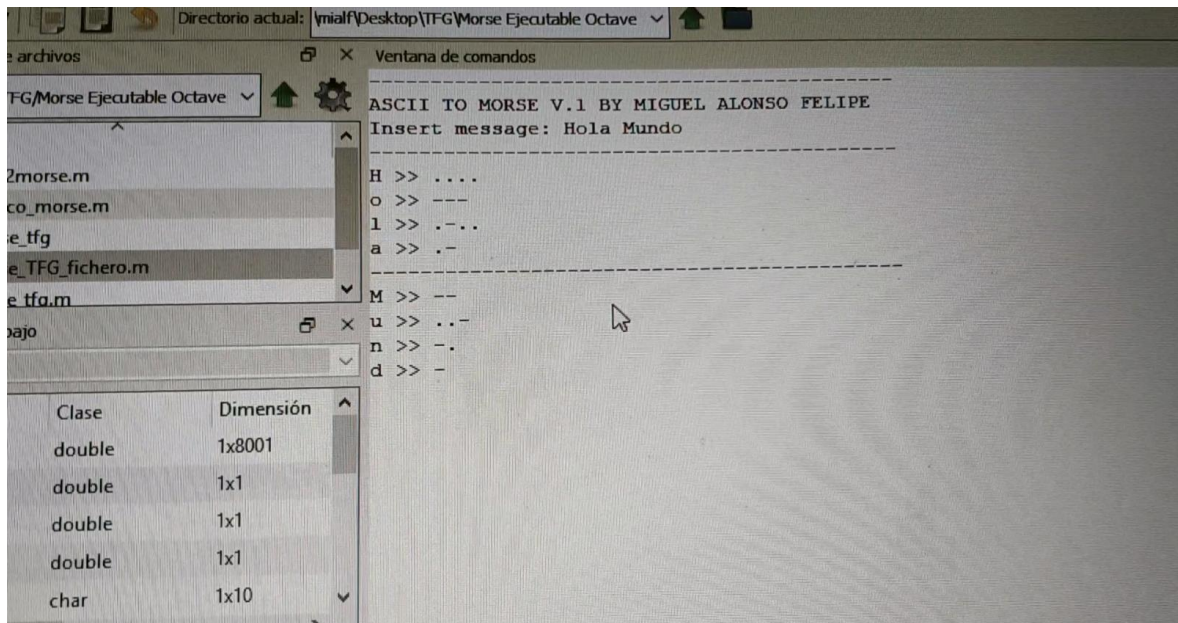 Directorio actual: \mialf\Desktop\TFG\Morse Ejecutable Octave
archivos
Ventana de comandos
TFG/Morse Ejecutable Octave
2morse.m
co_morse.m
e_tfg
e_TFG_fichero.m
e_tfg.m
bajo
Clase Dimensión
double 1x8001
double 1x1
double 1x1
double 1x1
char 1x10
--------------------------------------------
ASCII TO MORSE V.1 BY MIGUEL ALONSO FELIPE
Insert message: Hola Mundo
--------------------------------------------
H >> ....
o >> ---
l >> .-..
a >> .-
--------------------------------------------
M >> --
u >> ..-
n >> -.
d >> -